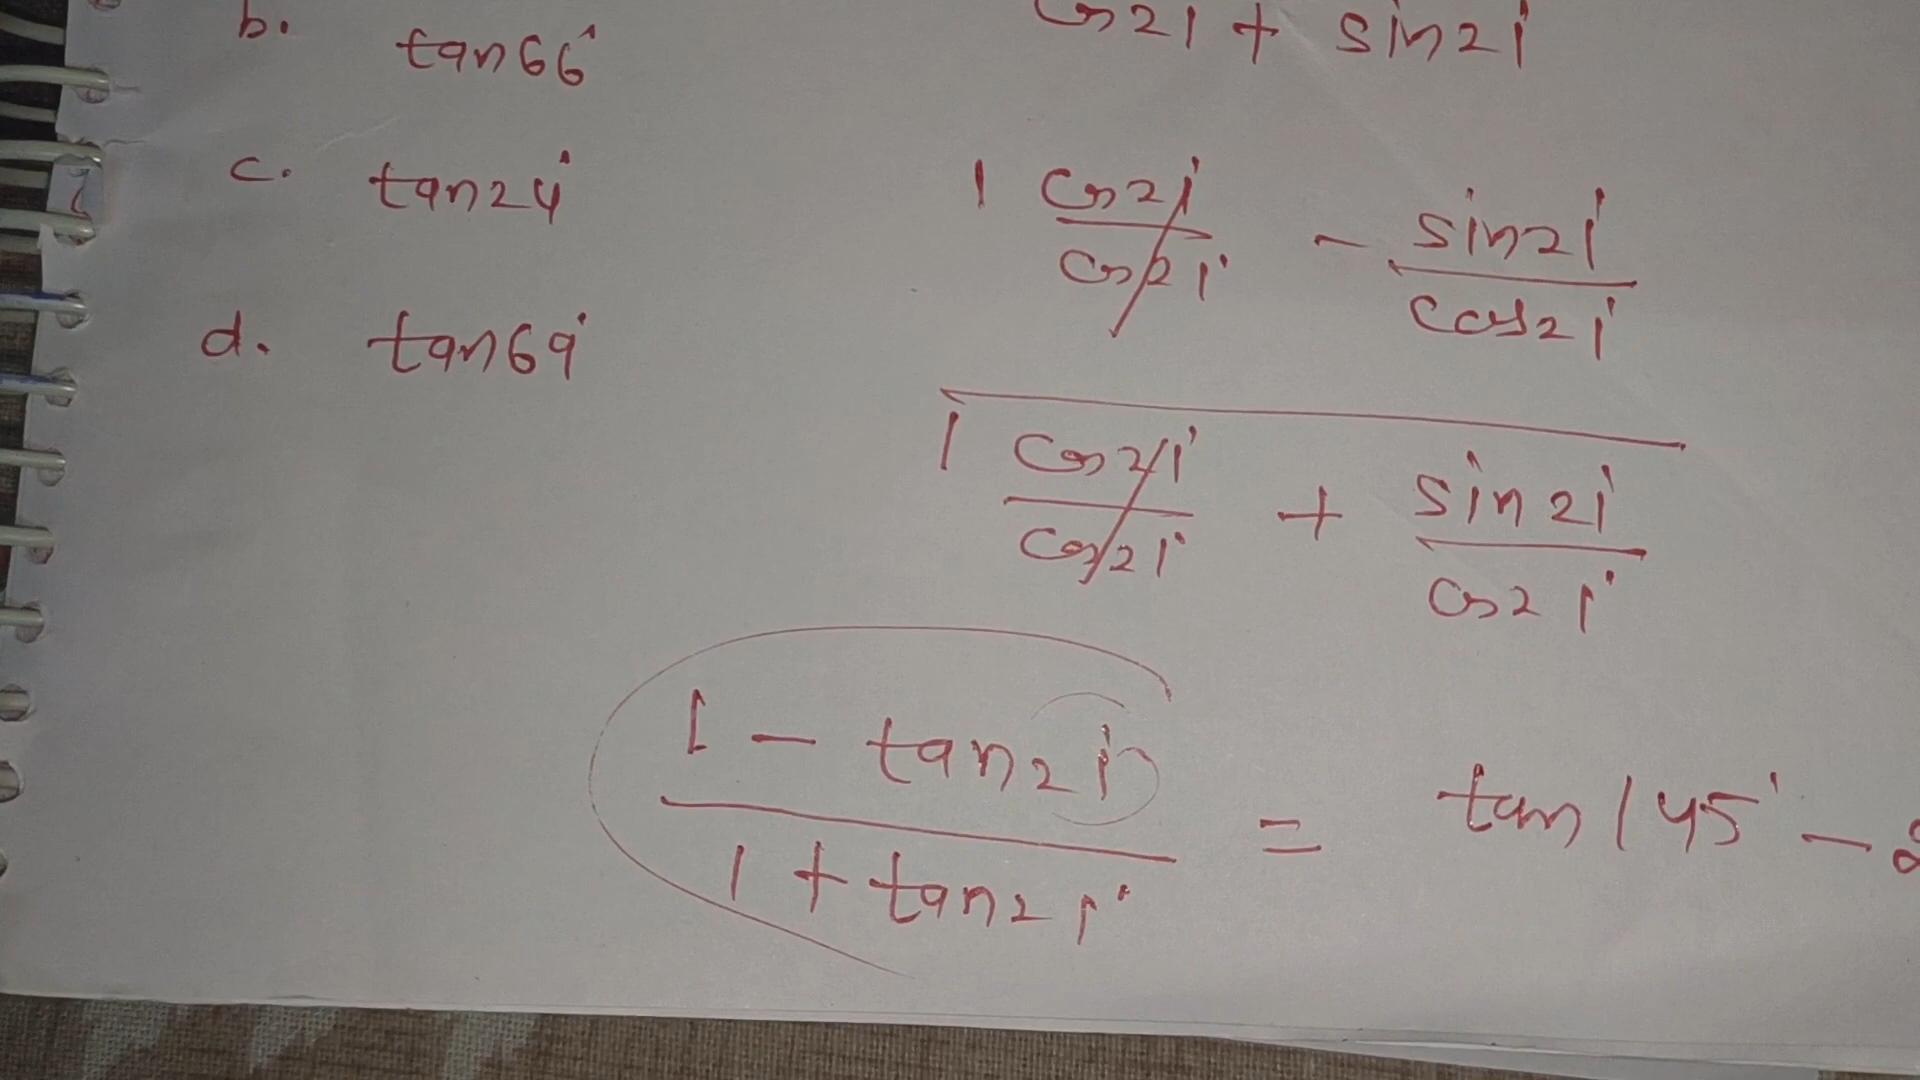 b. tan66°
c. tan24°
d. tan69°
cos21 + sin21°
1 cos21° - sin21°
cos21° cos21°
1 cos21° + sin21°
cos21° cos21°
1 - tan21° = tan(45° -
1 + tan21°